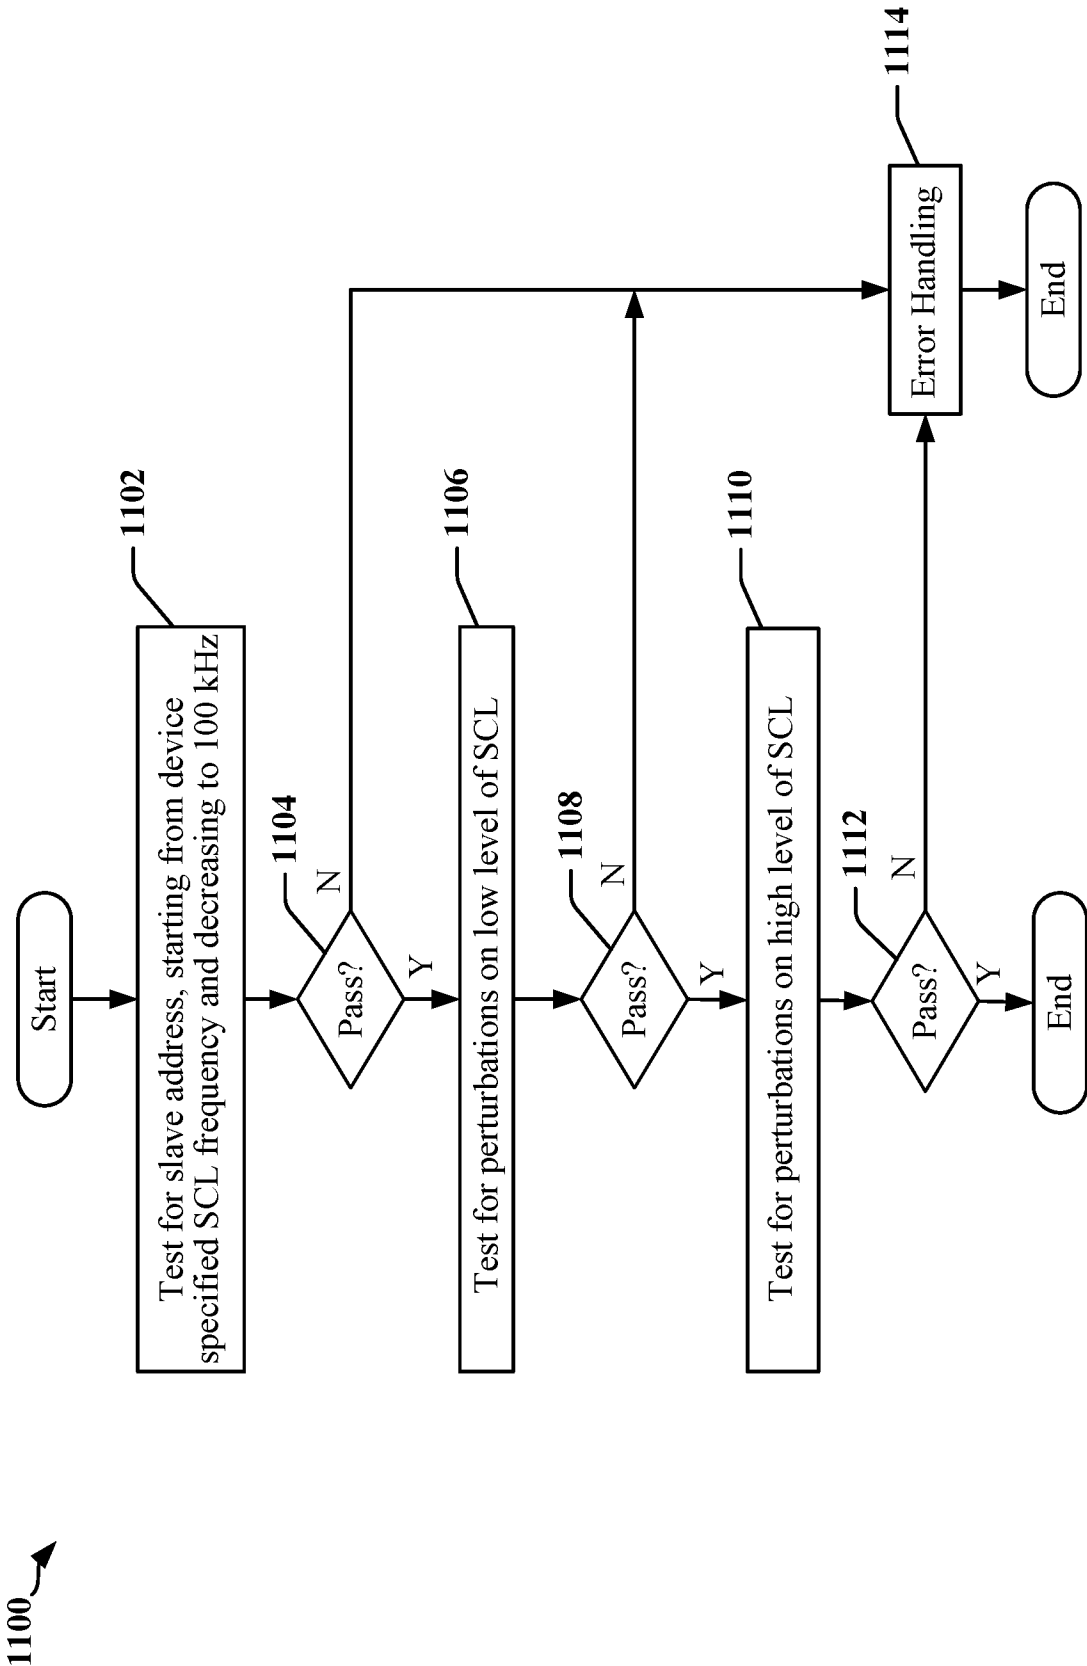 1100
Start
Test for slave address, starting from device
specified SCL frequency and decreasing to 100 kHz
1102
Pass?
1104
N
Y
Test for perturbations on low level of SCL
1106
Pass?
1108
N
Y
Test for perturbations on high level of SCL
1110
Pass?
1112
N
Y
End
Error Handling
1114
End